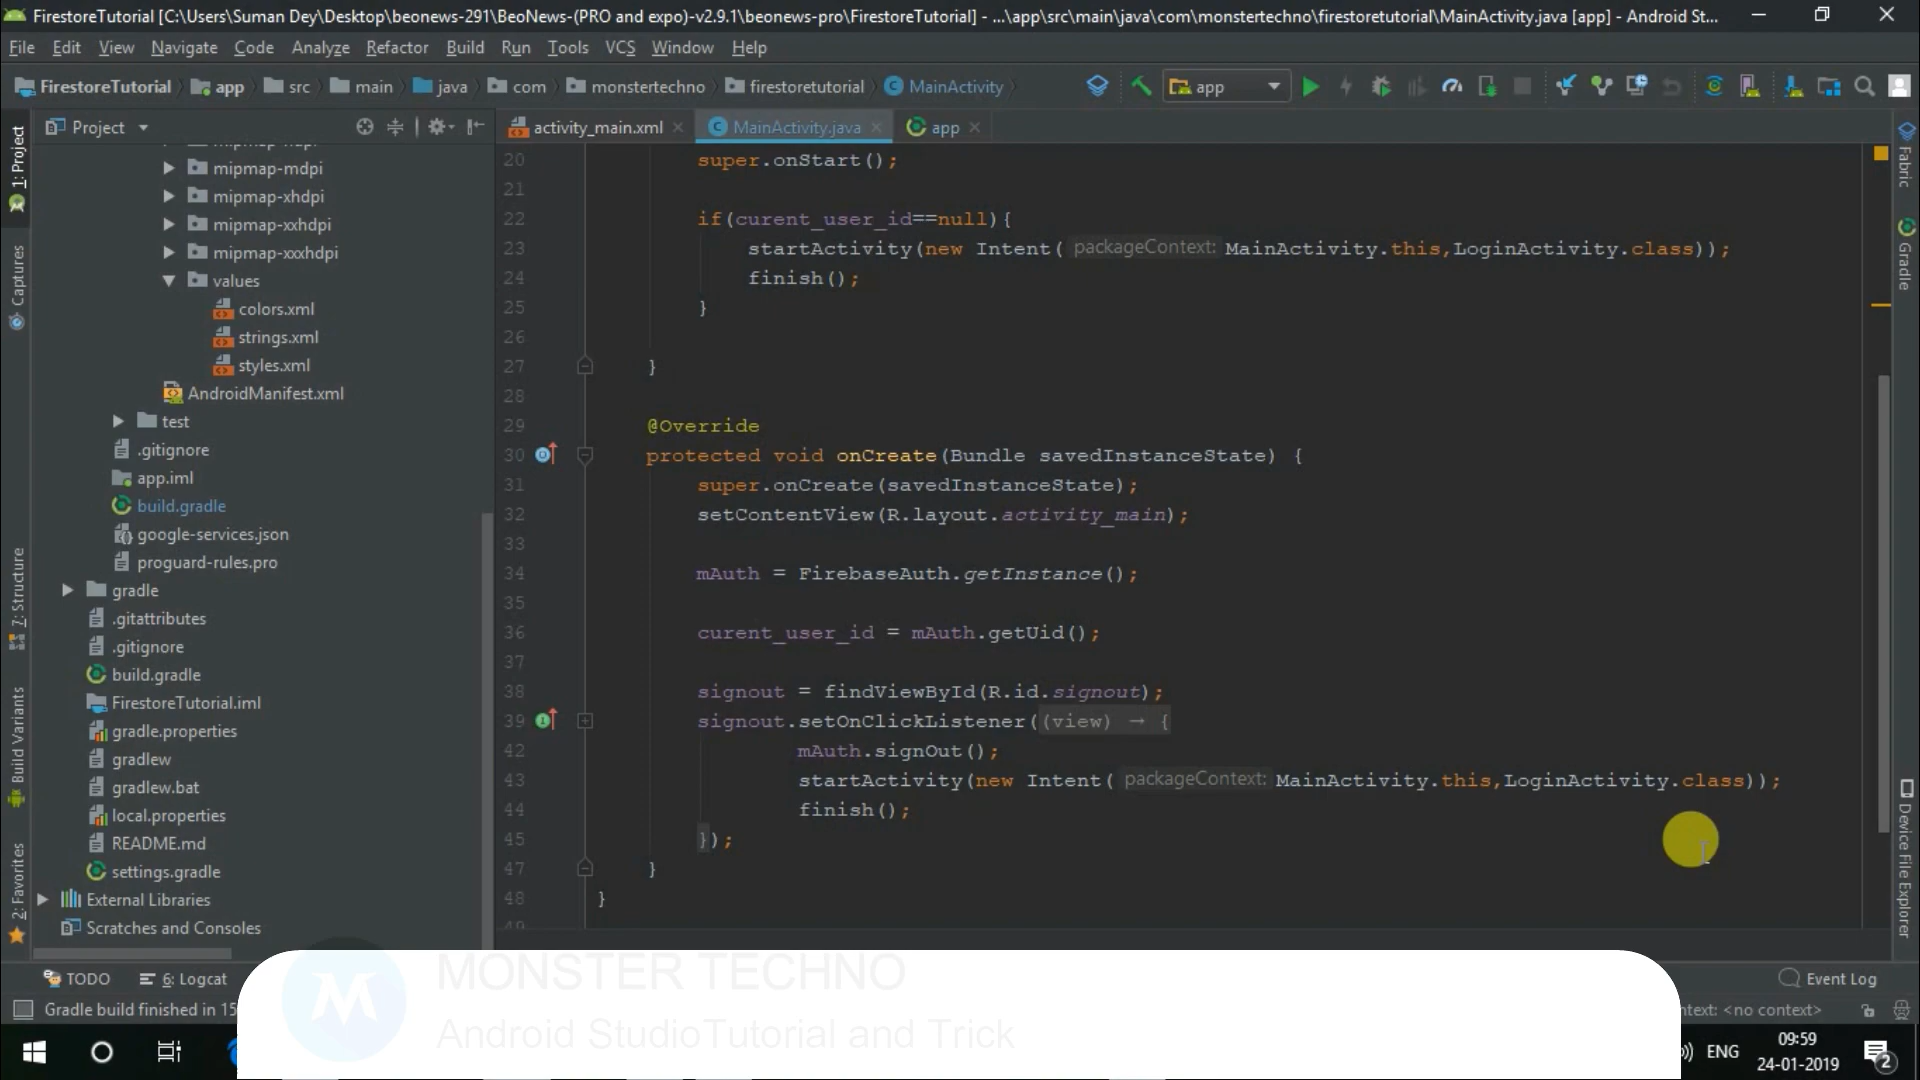 FirestoreTutorial [C:\Users\Suman Dey\Desktop\beonews-291\BeoNews-(PRO and expo)-v2.9.1\beonews-pro\FirestoreTutorial] - ...\app\src\main\java\com\monstertechno\firestoretutorial\MainActivity.java [app] - Android St...
File Edit View Navigate Code Analyze Refactor Build Run Tools VCS Window Help
FirestoreTutorial app src main java com monstertechno firestoretutorial MainActivity app
Project activity_main.xml MainActivity.java app
1: Project
Captures
7: Structure
Build Variants
2: Favorites
mipmap-mdpi
mipmap-xhdpi
mipmap-xxhdpi
mipmap-xxxhdpi
values
colors.xml
strings.xml
styles.xml
AndroidManifest.xml
test
.gitignore
app.iml
build.gradle
google-services.json
proguard-rules.pro
gradle
.gitattributes
.gitignore
build.gradle
FirestoreTutorial.iml
gradle.properties
gradlew
gradlew.bat
local.properties
README.md
settings.gradle
External Libraries
Scratches and Consoles
20 super.onStart();
21
22 if(curent_user_id==null){
23 startActivity(new Intent( packageContext: MainActivity.this,LoginActivity.class));
24 finish();
25 }
26
27 }
28
29 @Override
30 protected void onCreate(Bundle savedInstanceState) {
31 super.onCreate(savedInstanceState);
32 setContentView(R.layout.activity_main);
33
34 mAuth = FirebaseAuth.getInstance();
35
36 curent_user_id = mAuth.getUid();
37
38 signout = findViewById(R.id.signout);
39 signout.setOnClickListener((view) → {
42 mAuth.signOut();
43 startActivity(new Intent( packageContext: MainActivity.this,LoginActivity.class));
44 finish();
45 });
47 }
48 }
49
Fabric
Gradle
Device File Explorer
TODO 6: Logcat Event Log
Gradle build finished in 15 ntext: <no context>
MONSTER TECHNO
Android StudioTutorial and Trick
ENG
09:59
24-01-2019
2